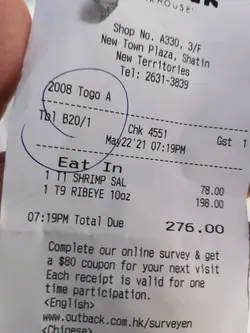 Shop No. A330, 3/F
New Town Plaza, Shatin
New Territories
Tel: 2631-3839
2008 Togo A
Tbl B20/1
Chk 4551
Gst 1
May22'21 07:19PM
Eat In
1 T1 SHRIMP SAL 78.00
1 T9 RIBEYE 10oz 198.00
07:19PM Total Due 276.00
Complete our online survey & get
a $80 coupon for your next visit
Each receipt is valid for one
time participation.
<English>
www.outback.com.hk/surveyen
<Chinese>